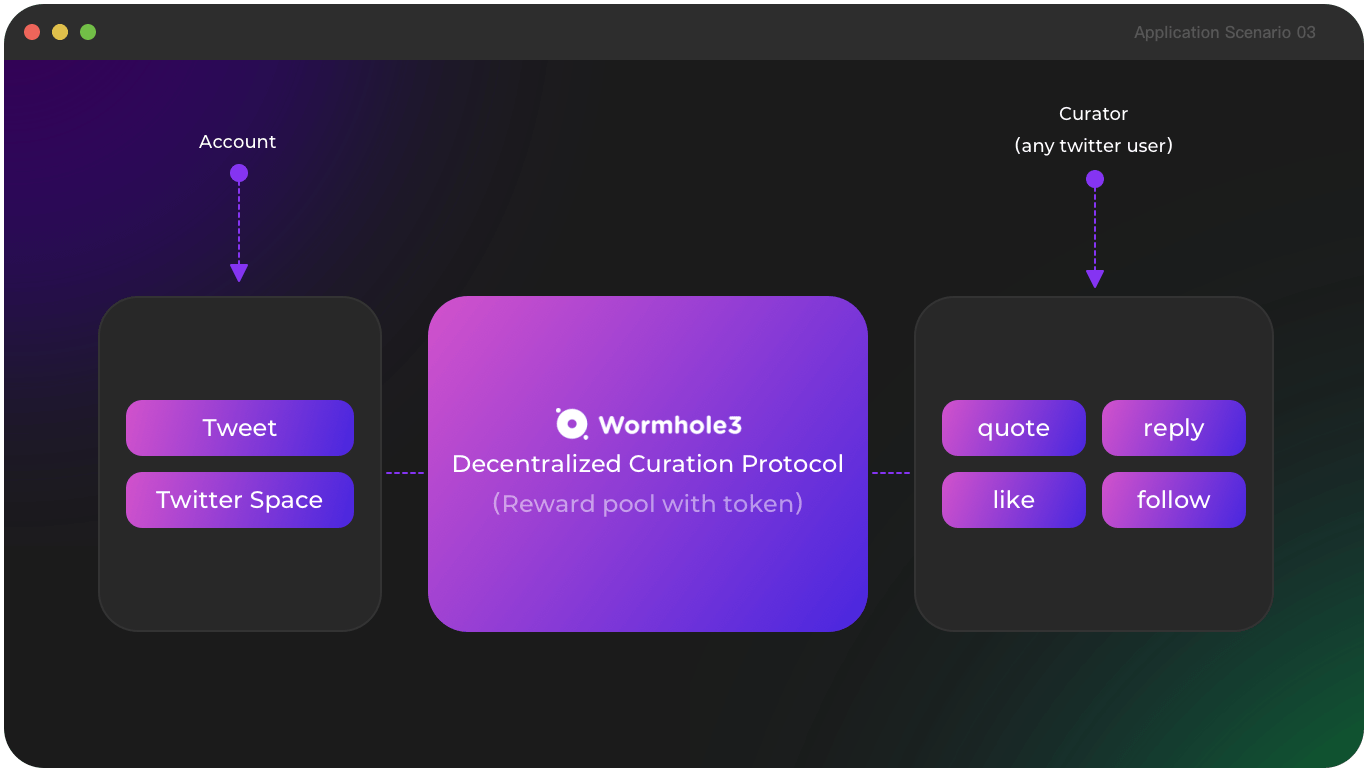 Application Scenario 03
Account
Curator
(any twitter user)
Tweet
Twitter Space
Wormhole3
Decentralized Curation Protocol
(Reward pool with token)
quote
reply
like
follow